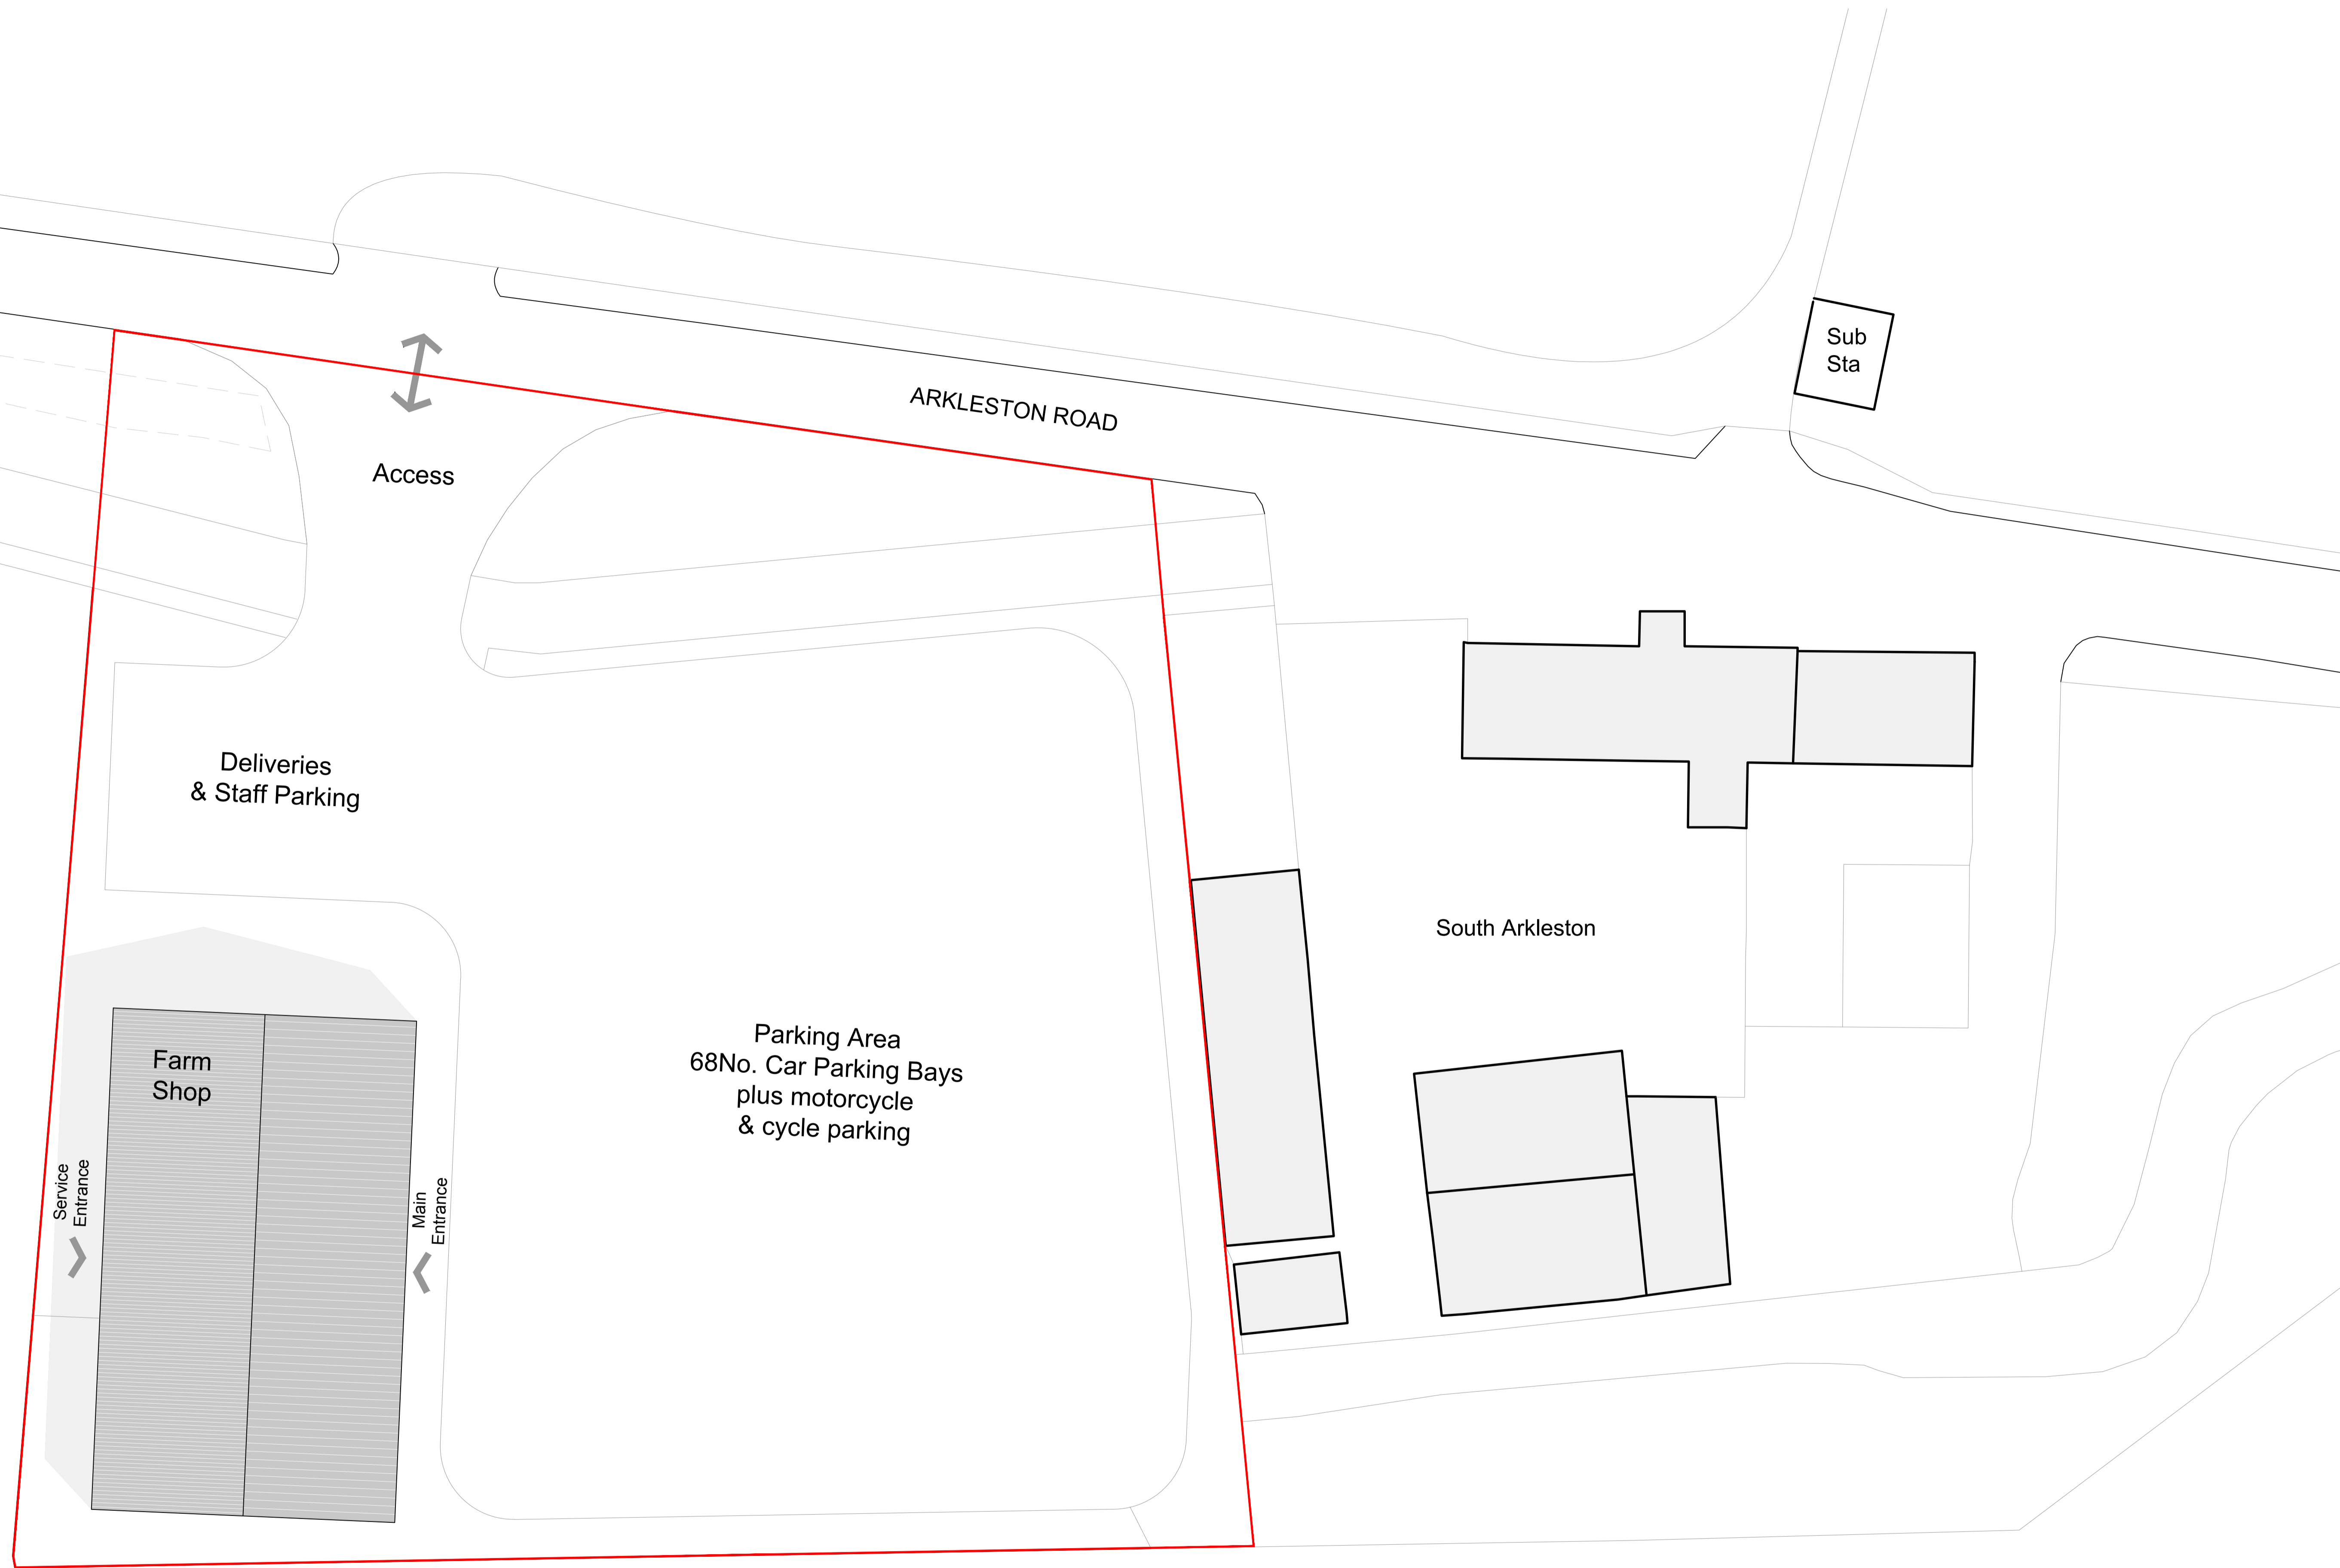 Sub
Sta
ARKLESTON ROAD
Access
Deliveries
& Staff Parking
South Arkleston
Parking Area
68No. Car Parking Bays
plus motorcycle
& cycle parking
Farm
Shop
Service
Entrance
Main
Entrance